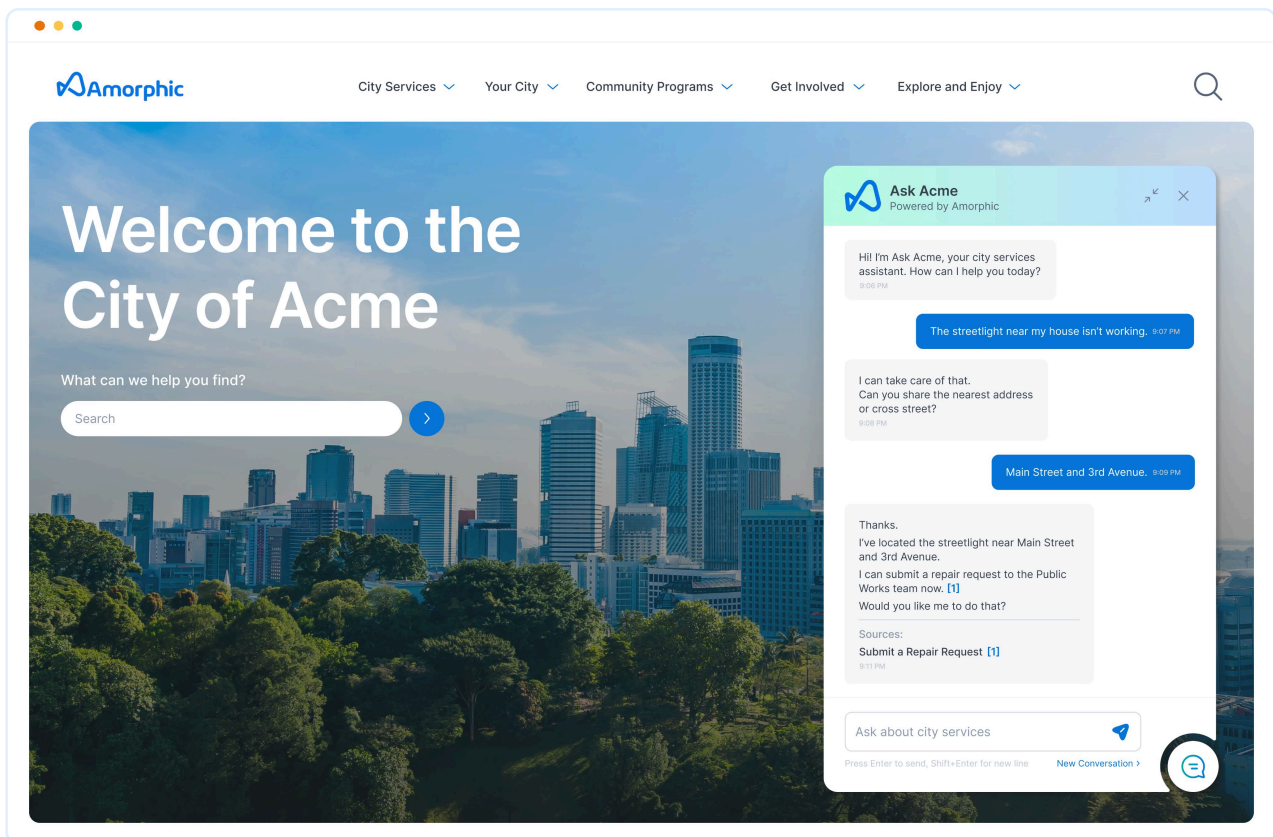 Amorphic
City Services
Your City
Community Programs
Get Involved
Explore and Enjoy
Welcome to the
City of Acme
What can we help you find?
Search
Ask Acme
Powered by Amorphic
Hi! I'm Ask Acme, your city services
assistant. How can I help you today?
9:06 PM
The streetlight near my house isn't working. 9:07 PM
I can take care of that.
Can you share the nearest address
or cross street?
9:08 PM
Main Street and 3rd Avenue. 9:09 PM
Thanks.
I've located the streetlight near Main Street
and 3rd Avenue.
I can submit a repair request to the Public
Works team now. [1]
Would you like me to do that?
Sources:
Submit a Repair Request [1]
9:11 PM
Ask about city services
Press Enter to send, Shift+Enter for new line
New Conversation ›